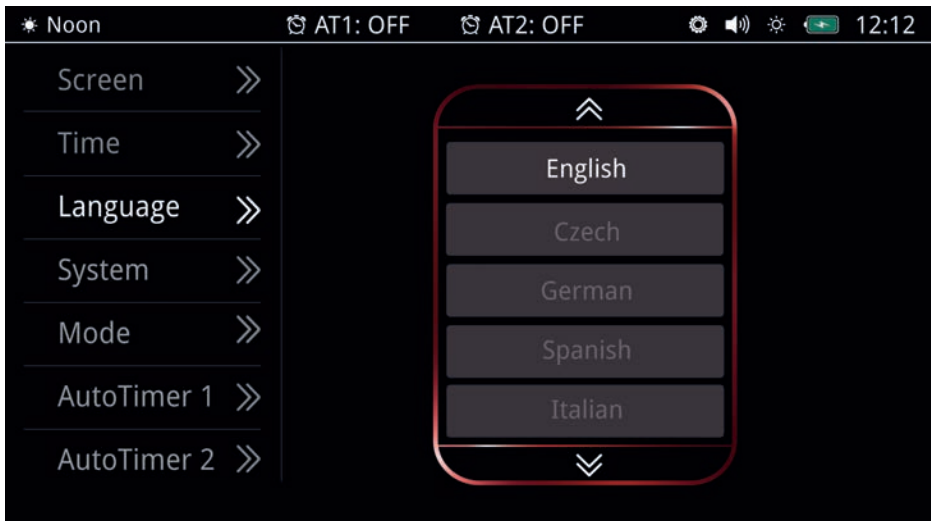 Noon AT1: OFF AT2: OFF 12:12
Screen
Time
Language
System
Mode
AutoTimer 1
AutoTimer 2
English
Czech
German
Spanish
Italian